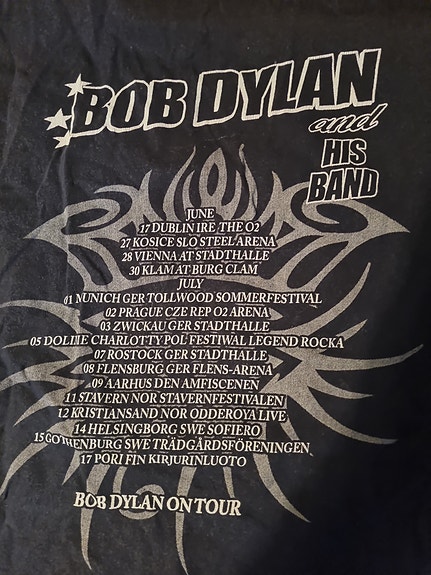 BOB DYLAN
and
HIS
BAND
JUNE
17 DUBLIN IRE THE O2
27 KOSICE SLO STEEL ARENA
28 VIENNA AT STADTHALLE
30 KLAM AT BURG CLAM
JULY
01 NUNICH GER TOLLWOOD SOMMERFESTIVAL
02 PRAGUE CZE REP O2 ARENA
03 ZWICKAU GER STADTHALLE
05 DOLINE CHARLOTTY POL FESTIWAL LEGEND ROCKA
07 ROSTOCK GER STADTHALLE
08 FLENSBURG GER FLENS-ARENA
09 AARHUS DEN AMFISCENEN
11 STAVERN NOR STAVERNFESTIVALEN
12 KRISTIANSAND NOR ODDEROYA LIVE
14 HELSINGBORG SWE SOFIERO
15 GOTHENBURG SWE TRÄDGÅRDSFÖRENINGEN
17 PORI FIN KIRJURINLUOTO
BOB DYLAN ON TOUR